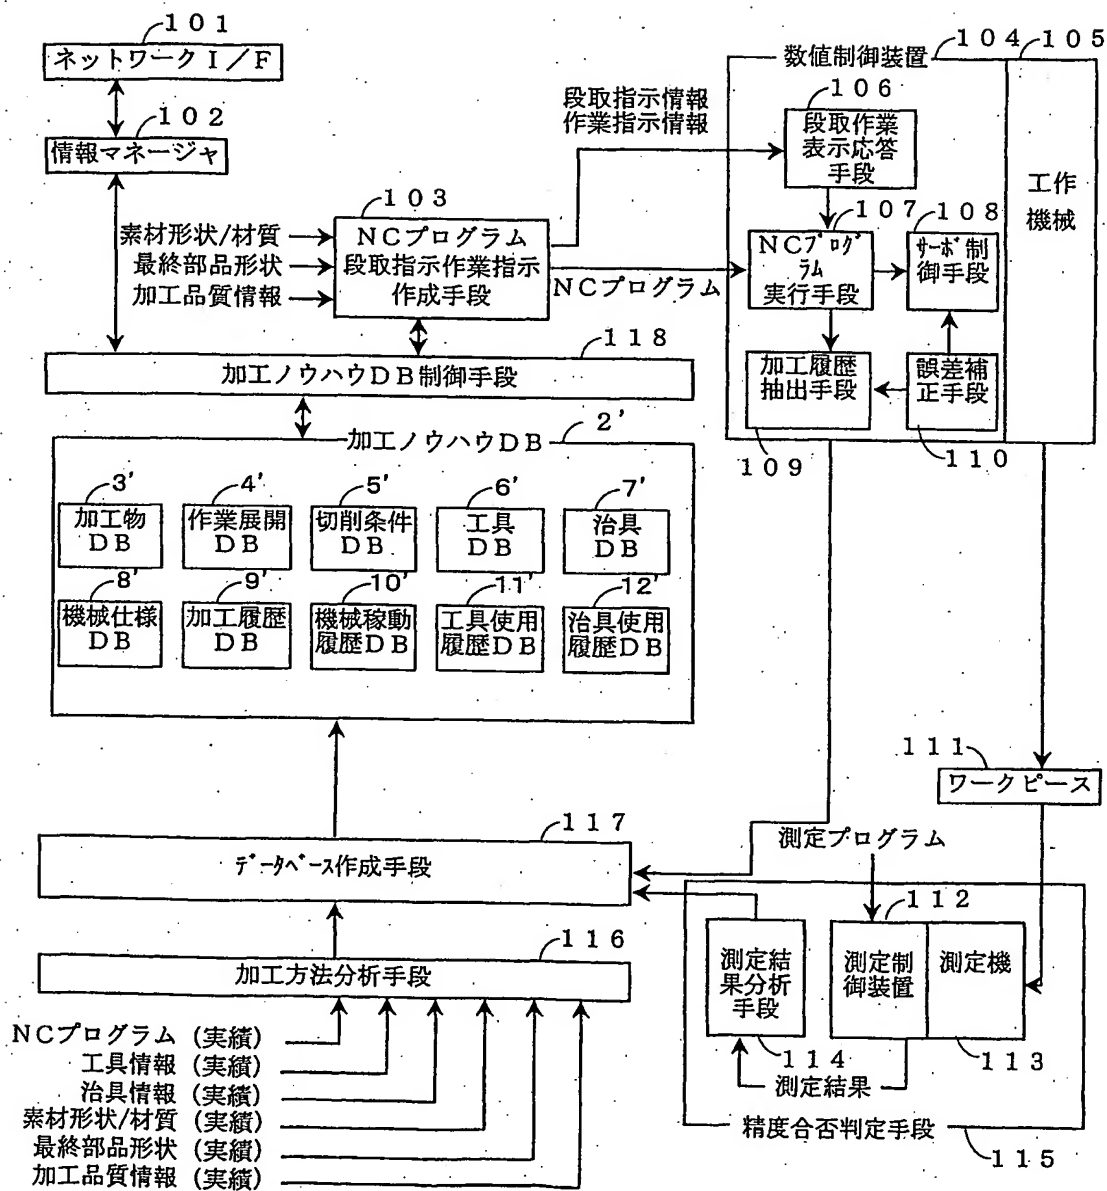 101
ネットワークI/F
102
情報マネージャ
103
素材形状/材質
最終部品形状
加工品質情報
NCプログラム
段取指示作業指示
作成手段
段取指示情報
作業指示情報
NCプログラム
118
加工ノウハウDB制御手段
104
105
数値制御装置
106
段取作業
表示応答
手段
107
NCプログ
ラム
実行手段
108
サーボ制
御手段
加工履歴
抽出手段
誤差補
正手段
109
110
工作
機械
2'
加工ノウハウDB
3'
加工物
DB
4'
作業展開
DB
5'
切削条件
DB
6'
工具
DB
7'
治具
DB
8'
機械仕様
DB
9'
加工履歴
DB
10'
機械稼動
履歴DB
11'
工具使用
履歴DB
12'
治具使用
履歴DB
111
ワークピース
117
データベース作成手段
測定プログラム
112
測定結
果分析
手段
測定制
御装置
測定機
114
113
測定結果
精度合否判定手段
115
116
加工方法分析手段
NCプログラム(実績)
工具情報(実績)
治具情報(実績)
素材形状/材質(実績)
最終部品形状(実績)
加工品質情報(実績)